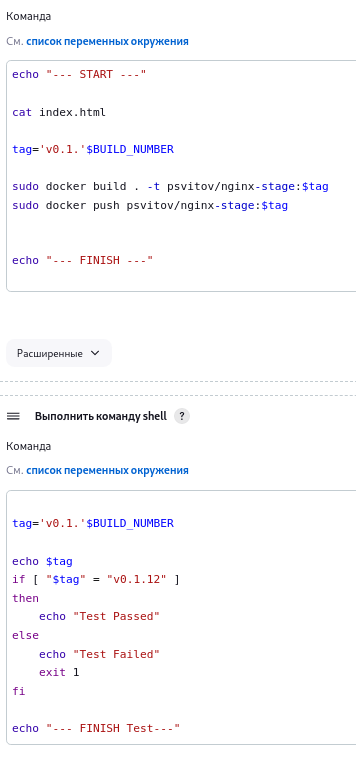 Команда
См. список переменных окружения
echo "--- START ---"
cat index.html
tag='v0.1.'$BUILD_NUMBER
sudo docker build . -t psvitov/nginx-stage:$tag
sudo docker push psvitov/nginx-stage:$tag
echo "--- FINISH ---"
Расширенные
Выполнить команду shell ?
Команда
См. список переменных окружения
tag='v0.1.'$BUILD_NUMBER
echo $tag
if [ "$tag" = "v0.1.12" ]
then
    echo "Test Passed"
else
    echo "Test Failed"
    exit 1
fi
echo "--- FINISH Test---"